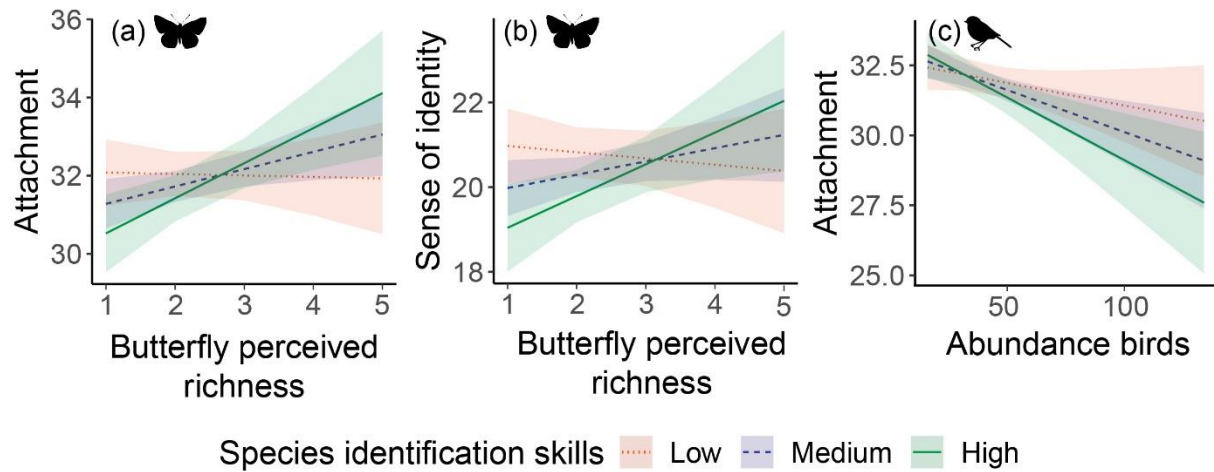 (a)
Attachment
36
34
32
30
1 2 3 4 5
Butterfly perceived
richness
(b)
Sense of identity
22
20
18
1 2 3 4 5
Butterfly perceived
richness
(c)
Attachment
32.5
30.0
27.5
25.0
50 100
Abundance birds
Species identification skills Low Medium High